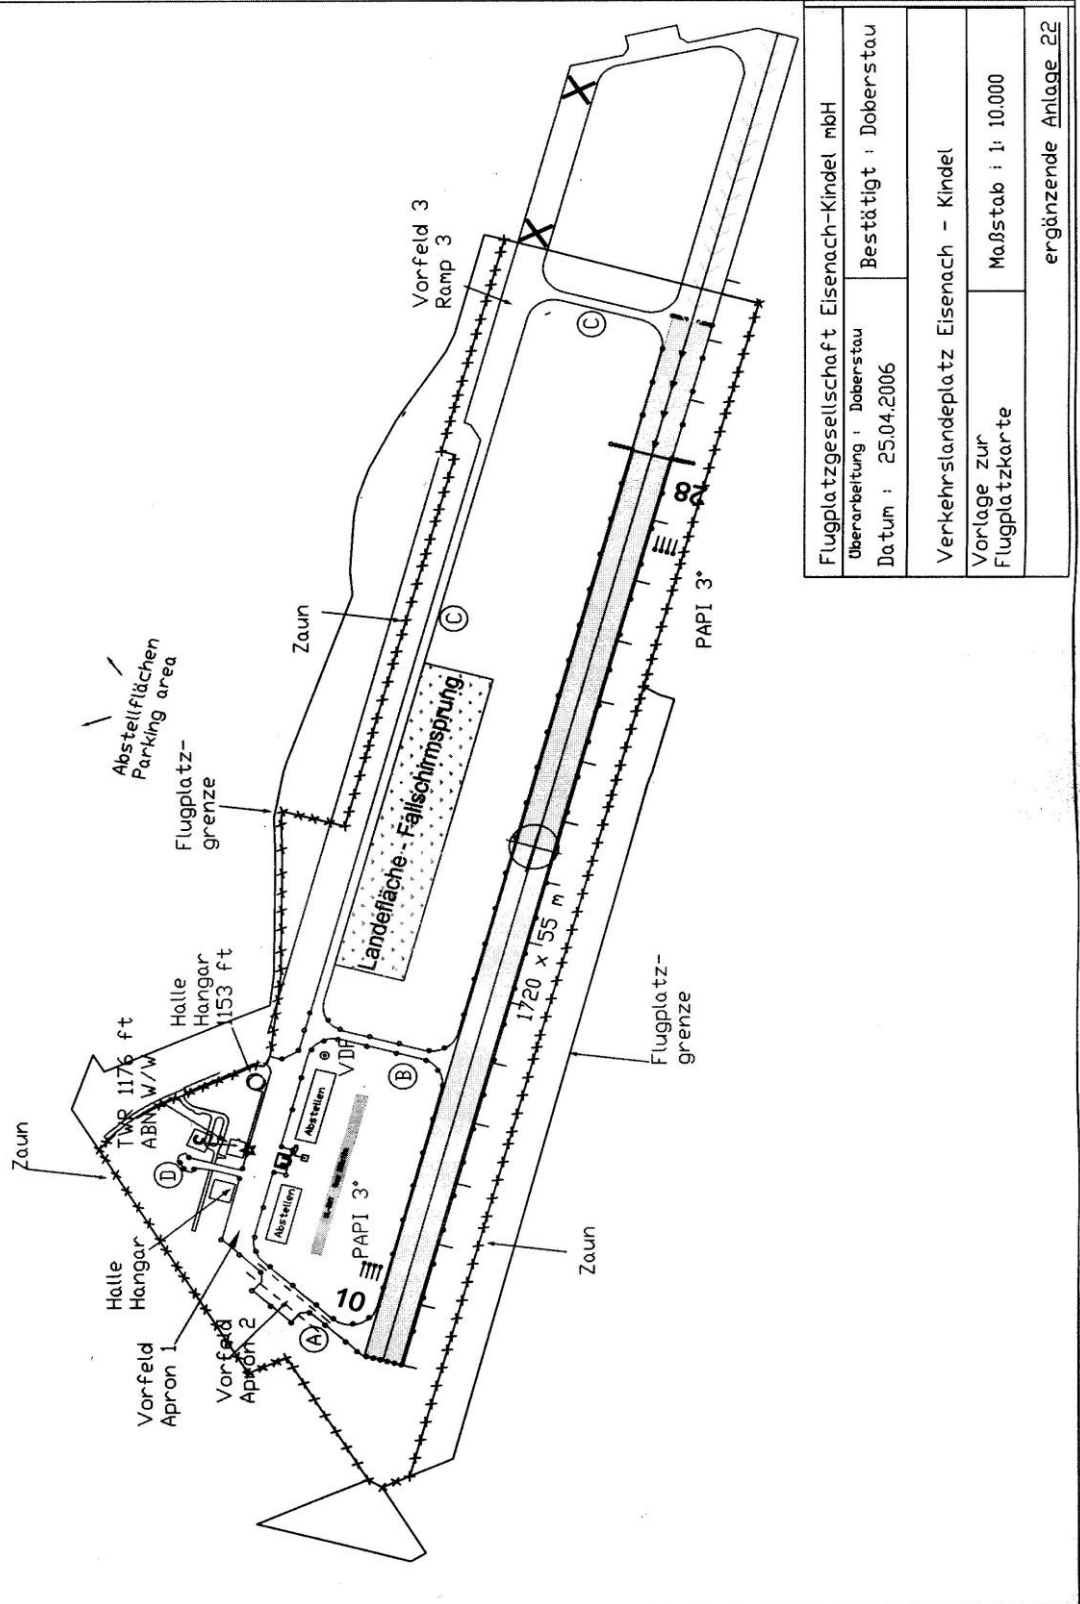 Zaun
TWR 1176 ft
ABN W/W
Halle
Hangar
1153 ft
Flugplatz-
grenze
Abstellflächen
Parking area
Zaun
Vorfeld 3
Ramp 3
Halle
Hangar
Vorfeld
Apron 1
Vorfeld
Apron 2
D
C
A
B
C
C
T
VDF
Abstellen
Abstellen
PAPI 3°
10
Landefläche - Fallschirmsprung
1720 x 55 m
28
PAPI 3°
Zaun
Flugplatz-
grenze
Flugplatzgesellschaft Eisenach-Kindel mbH
Überarbeitung : Doberstau
Bestätigt : Doberstau
Datum : 25.04.2006
Verkehrslandeplatz Eisenach - Kindel
Vorlage zur
Flugplatzkarte
Maßstab : 1: 10.000
ergänzende Anlage 22